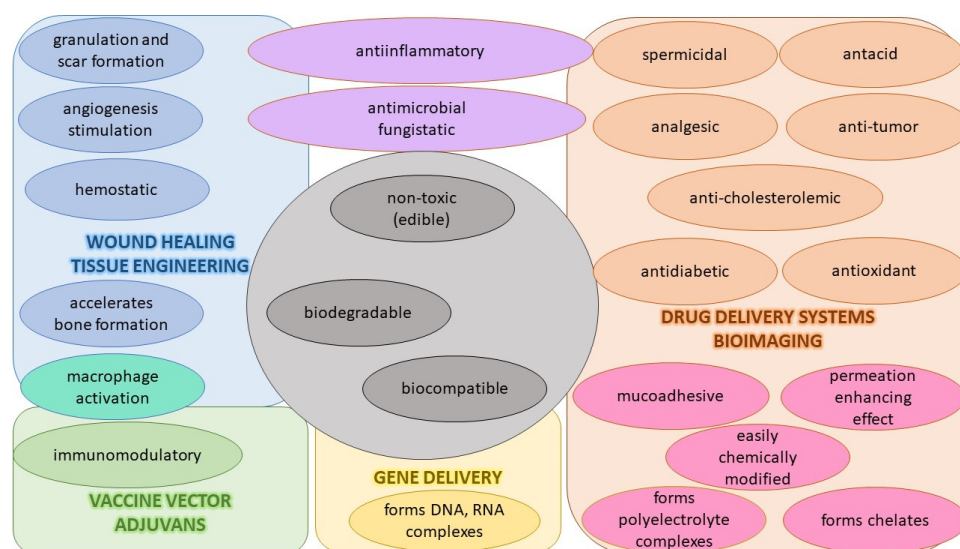 granulation and
scar formation
angiogenesis
stimulation
hemostatic
WOUND HEALING
TISSUE ENGINEERING
accelerates
bone formation
macrophage
activation
immunomodulatory
VACCINE VECTOR
ADJUVANS
antiinflammatory
antimicrobial
fungistatic
non-toxic
(edible)
biodegradable
biocompatible
GENE DELIVERY
forms DNA, RNA
complexes
spermicidal
antacid
analgesic
anti-tumor
anti-cholesterolemic
antidiabetic
antioxidant
DRUG DELIVERY SYSTEMS
BIOIMAGING
mucoadhesive
permeation
enhancing
effect
easily
chemically
modified
forms
polyelectrolyte
complexes
forms chelates